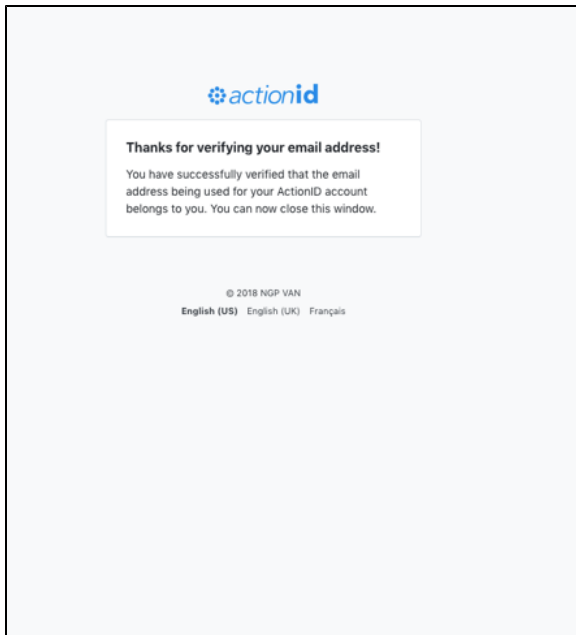 actionid
Thanks for verifying your email address!
You have successfully verified that the email
address being used for your ActionID account
belongs to you. You can now close this window.
© 2018 NGP VAN
English (US) English (UK) Français